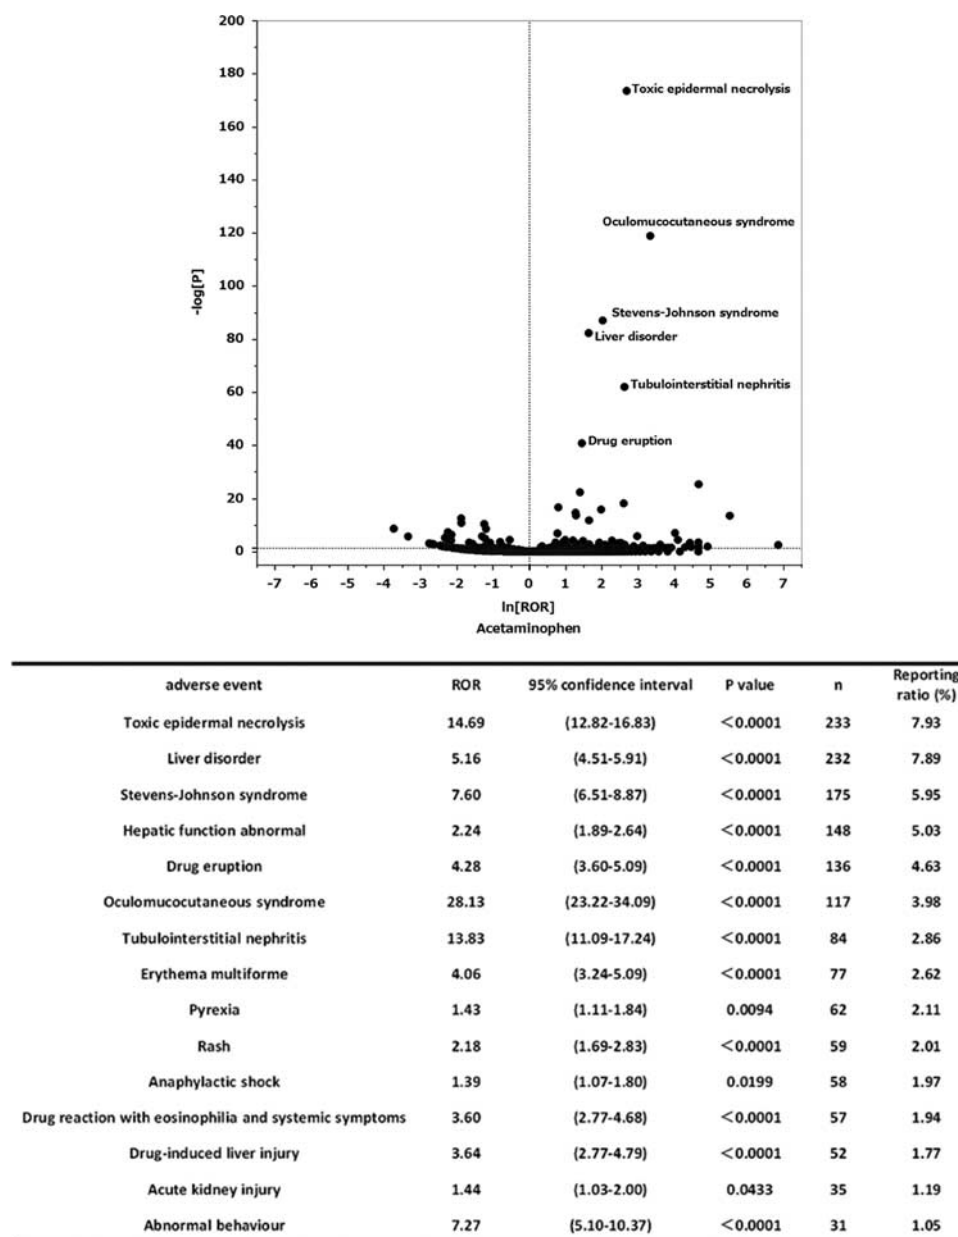 200
180
Toxic epidermal necrolysis
160
140
Oculomucocutaneous syndrome
120
100
-log[P]
Stevens-Johnson syndrome
80
Liver disorder
60
Tubulointerstitial nephritis
40
Drug eruption
20
0
-7 -6 -5 -4 -3 -2 -1 0 1 2 3 4 5 6 7
ln[ROR]
Acetaminophen
adverse event ROR 95% confidence interval P value n Reporting ratio (%)
Toxic epidermal necrolysis 14.69 (12.82-16.83) <0.0001 233 7.93
Liver disorder 5.16 (4.51-5.91) <0.0001 232 7.89
Stevens-Johnson syndrome 7.60 (6.51-8.87) <0.0001 175 5.95
Hepatic function abnormal 2.24 (1.89-2.64) <0.0001 148 5.03
Drug eruption 4.28 (3.60-5.09) <0.0001 136 4.63
Oculomucocutaneous syndrome 28.13 (23.22-34.09) <0.0001 117 3.98
Tubulointerstitial nephritis 13.83 (11.09-17.24) <0.0001 84 2.86
Erythema multiforme 4.06 (3.24-5.09) <0.0001 77 2.62
Pyrexia 1.43 (1.11-1.84) 0.0094 62 2.11
Rash 2.18 (1.69-2.83) <0.0001 59 2.01
Anaphylactic shock 1.39 (1.07-1.80) 0.0199 58 1.97
Drug reaction with eosinophilia and systemic symptoms 3.60 (2.77-4.68) <0.0001 57 1.94
Drug-induced liver injury 3.64 (2.77-4.79) <0.0001 52 1.77
Acute kidney injury 1.44 (1.03-2.00) 0.0433 35 1.19
Abnormal behaviour 7.27 (5.10-10.37) <0.0001 31 1.05